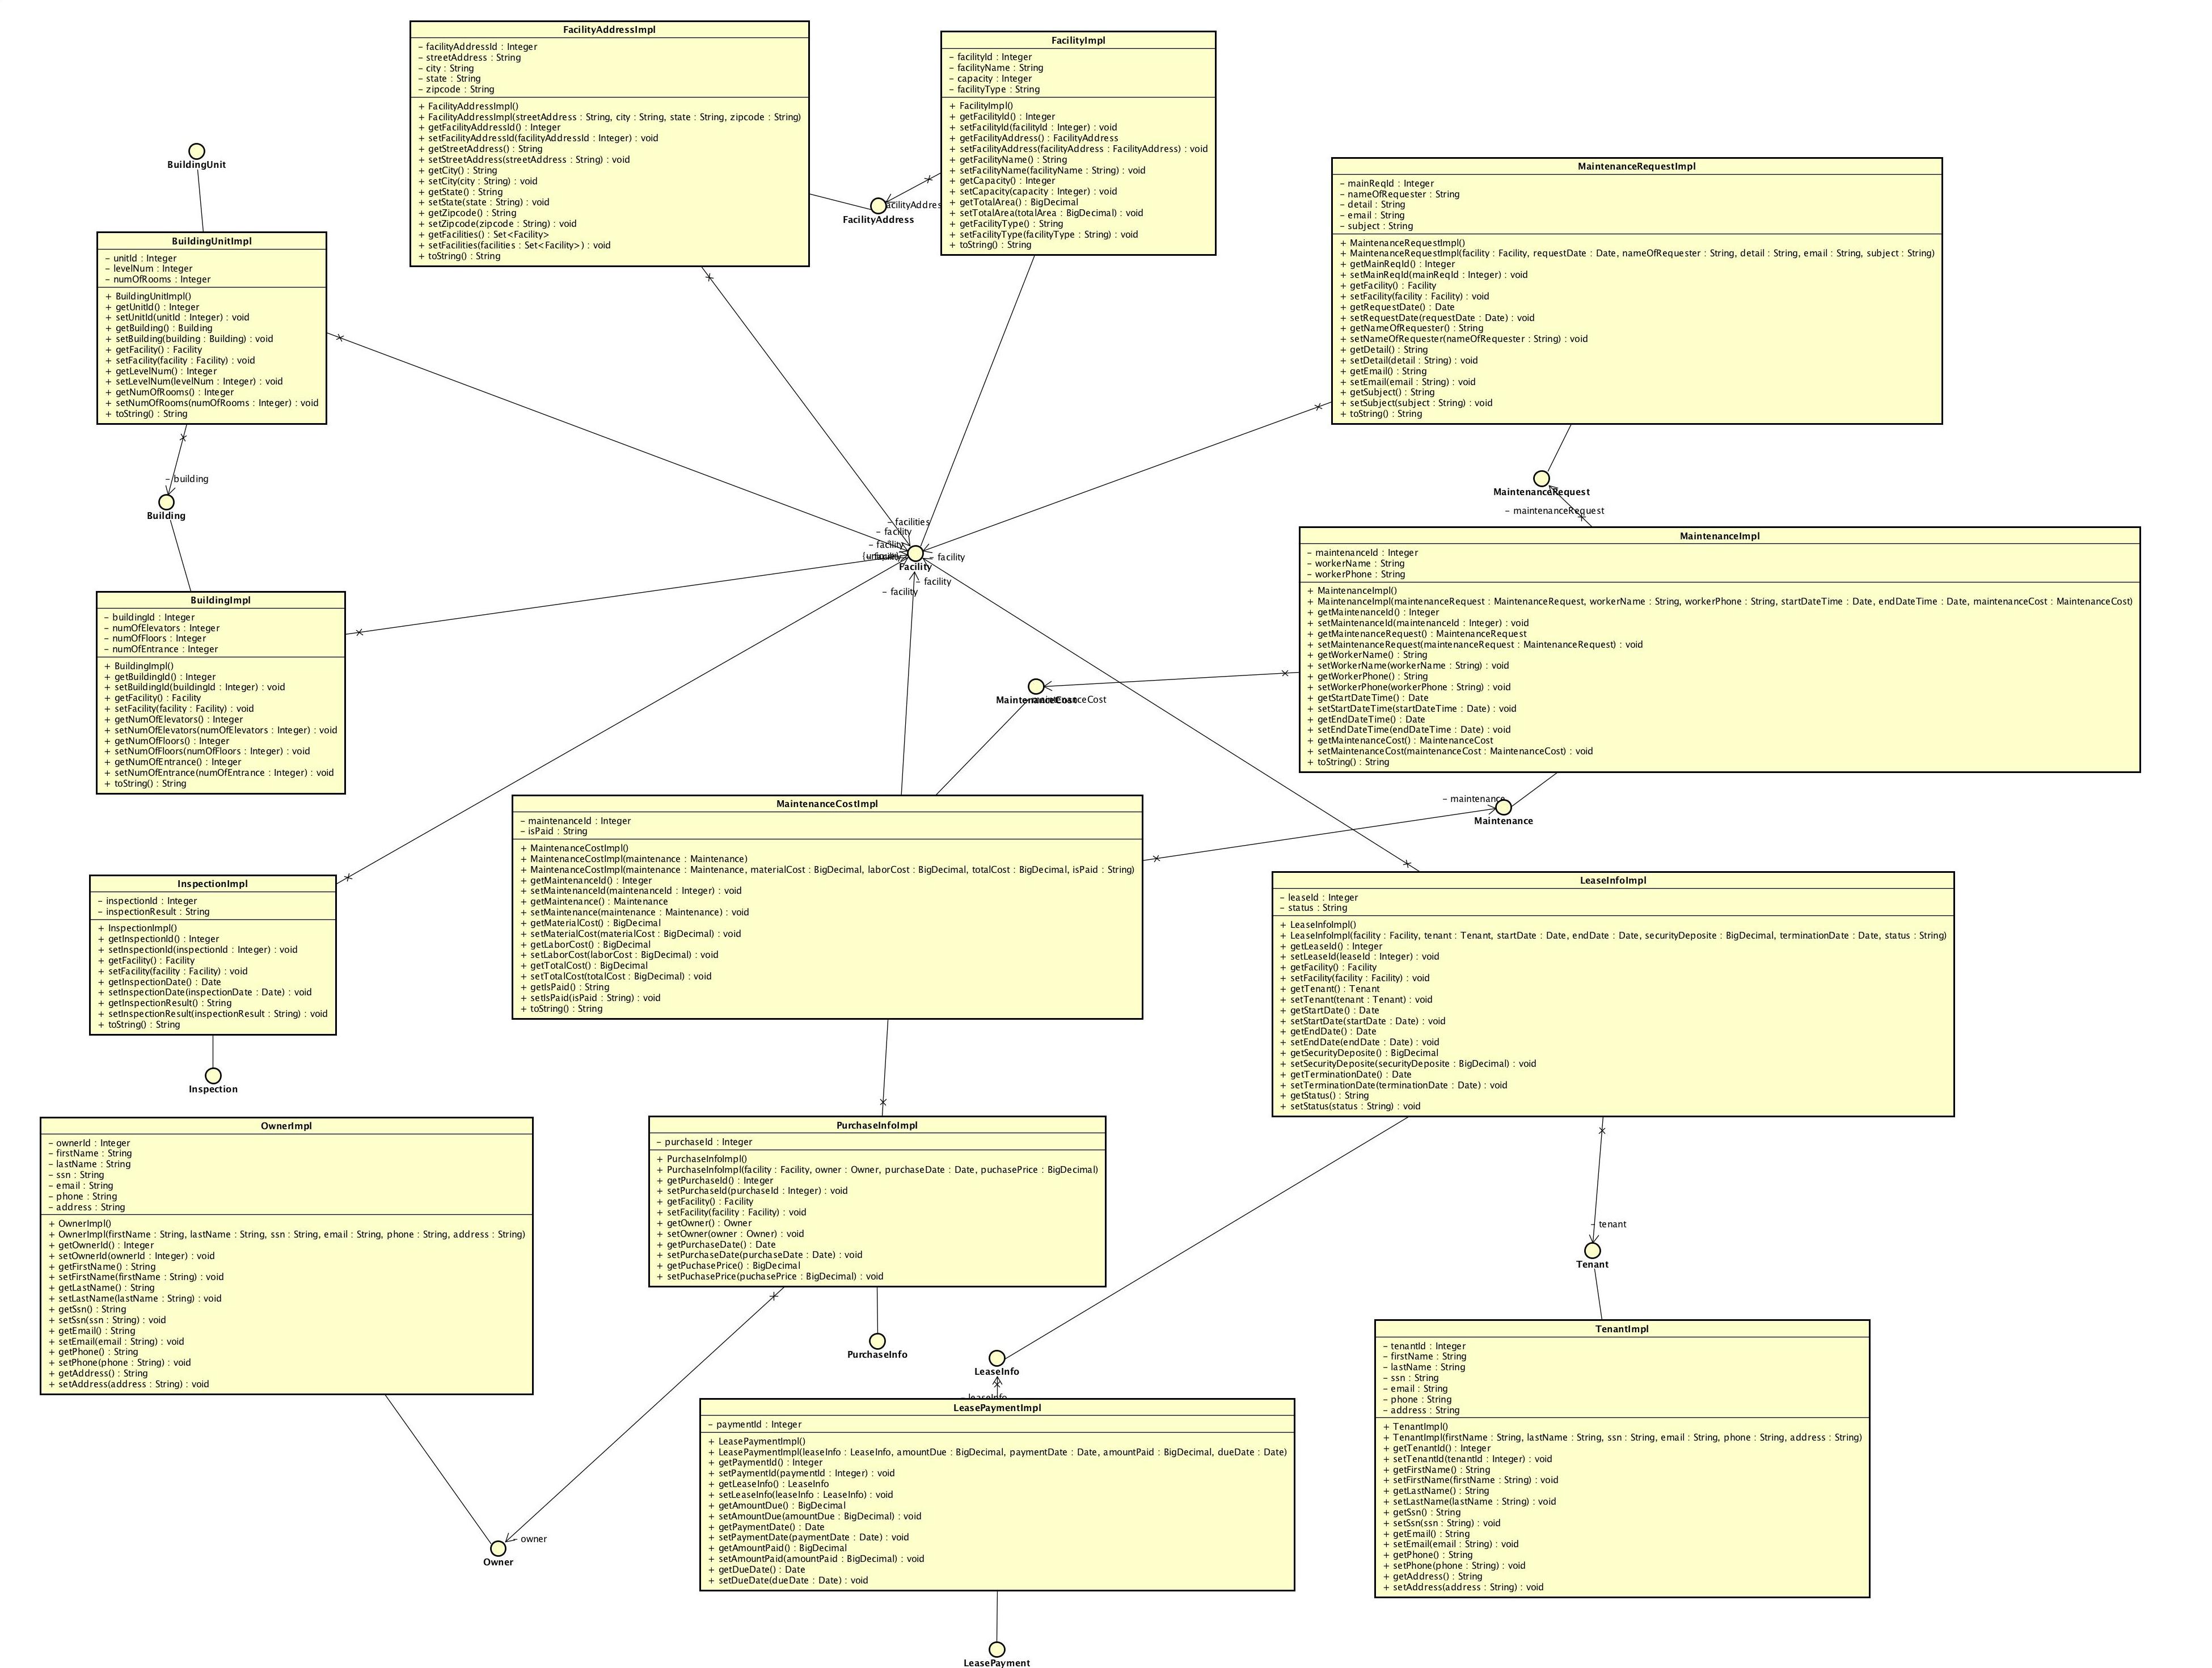 FacilityAddressImpl
- facilityAddressId : Integer
- streetAddress : String
- city : String
- state : String
- zipcode : String
+ FacilityAddressImpl()
+ FacilityAddressImpl(streetAddress : String, city : String, state : String, zipcode : String)
+ getFacilityAddressId() : Integer
+ setFacilityAddressId(facilityAddressId : Integer) : void
+ getStreetAddress() : String
+ setStreetAddress(streetAddress : String) : void
+ getCity() : String
+ setCity(city : String) : void
+ getState() : String
+ setState(state : String) : void
+ getZipcode() : String
+ setZipcode(zipcode : String) : void
+ getFacilities() : Set<Facility>
+ setFacilities(facilities : Set<Facility>) : void
+ toString() : String
FacilityImpl
- facilityId : Integer
- facilityName : String
- capacity : Integer
- facilityType : String
+ FacilityImpl()
+ getFacilityId() : Integer
+ setFacilityId(facilityId : Integer) : void
+ getFacilityAddress() : FacilityAddress
+ setFacilityAddress(facilityAddress : FacilityAddress) : void
+ getFacilityName() : String
+ setFacilityName(facilityName : String) : void
+ getCapacity() : Integer
+ setCapacity(capacity : Integer) : void
+ getTotalArea() : BigDecimal
+ setTotalArea(totalArea : BigDecimal) : void
+ getFacilityType() : String
+ setFacilityType(facilityType : String) : void
+ toString() : String
FacilityAddress
BuildingUnit
BuildingUnitImpl
- unitId : Integer
- levelNum : Integer
- numOfRooms : Integer
+ BuildingUnitImpl()
+ getUnitId() : Integer
+ setUnitId(unitId : Integer) : void
+ getBuilding() : Building
+ setBuilding(building : Building) : void
+ getFacility() : Facility
+ setFacility(facility : Facility) : void
+ getLevelNum() : Integer
+ setLevelNum(levelNum : Integer) : void
+ getNumOfRooms() : Integer
+ setNumOfRooms(numOfRooms : Integer) : void
+ toString() : String
MaintenanceRequestImpl
- mainReqId : Integer
- nameOfRequester : String
- detail : String
- email : String
- subject : String
+ MaintenanceRequestImpl()
+ MaintenanceRequestImpl(facility : Facility, requestDate : Date, nameOfRequester : String, detail : String, email : String, subject : String)
+ getMainReqId() : Integer
+ setMainReqId(mainReqId : Integer) : void
+ getFacility() : Facility
+ setFacility(facility : Facility) : void
+ getRequestDate() : Date
+ setRequestDate(requestDate : Date) : void
+ getNameOfRequester() : String
+ setNameOfRequester(nameOfRequester : String) : void
+ getDetail() : String
+ setDetail(detail : String) : void
+ getEmail() : String
+ setEmail(email : String) : void
+ getSubject() : String
+ setSubject(subject : String) : void
+ toString() : String
- building
Building
MaintenanceRequest
- maintenanceRequest
- facilities
- facility
- facility
- facility
Facility
- facility
- facility
BuildingImpl
- buildingId : Integer
- numOfElevators : Integer
- numOfFloors : Integer
- numOfEntrance : Integer
+ BuildingImpl()
+ getBuildingId() : Integer
+ setBuildingId(buildingId : Integer) : void
+ getFacility() : Facility
+ setFacility(facility : Facility) : void
+ getNumOfElevators() : Integer
+ setNumOfElevators(numOfElevators : Integer) : void
+ getNumOfFloors() : Integer
+ setNumOfFloors(numOfFloors : Integer) : void
+ getNumOfEntrance() : Integer
+ setNumOfEntrance(numOfEntrance : Integer) : void
+ toString() : String
MaintenanceImpl
- maintenanceId : Integer
- workerName : String
- workerPhone : String
+ MaintenanceImpl()
+ MaintenanceImpl(maintenanceRequest : MaintenanceRequest, workerName : String, workerPhone : String, startDateTime : Date, endDateTime : Date, maintenanceCost : MaintenanceCost)
+ getMaintenanceId() : Integer
+ setMaintenanceId(maintenanceId : Integer) : void
+ getMaintenanceRequest() : MaintenanceRequest
+ setMaintenanceRequest(maintenanceRequest : MaintenanceRequest) : void
+ getWorkerName() : String
+ setWorkerName(workerName : String) : void
+ getWorkerPhone() : String
+ setWorkerPhone(workerPhone : String) : void
+ getStartDateTime() : Date
+ setStartDateTime(startDateTime : Date) : void
+ getEndDateTime() : Date
+ setEndDateTime(endDateTime : Date) : void
+ getMaintenanceCost() : MaintenanceCost
+ setMaintenanceCost(maintenanceCost : MaintenanceCost) : void
+ toString() : String
MaintenanceCost
- maintenance
Maintenance
MaintenanceCostImpl
- maintenanceId : Integer
- isPaid : String
+ MaintenanceCostImpl()
+ MaintenanceCostImpl(maintenance : Maintenance)
+ MaintenanceCostImpl(maintenance : Maintenance, materialCost : BigDecimal, laborCost : BigDecimal, totalCost : BigDecimal, isPaid : String)
+ getMaintenanceId() : Integer
+ setMaintenanceId(maintenanceId : Integer) : void
+ getMaintenance() : Maintenance
+ setMaintenance(maintenance : Maintenance) : void
+ getMaterialCost() : BigDecimal
+ setMaterialCost(materialCost : BigDecimal) : void
+ getLaborCost() : BigDecimal
+ setLaborCost(laborCost : BigDecimal) : void
+ getTotalCost() : BigDecimal
+ setTotalCost(totalCost : BigDecimal) : void
+ getIsPaid() : String
+ setIsPaid(isPaid : String) : void
+ toString() : String
InspectionImpl
- inspectionId : Integer
- inspectionResult : String
+ InspectionImpl()
+ getInspectionId() : Integer
+ setInspectionId(inspectionId : Integer) : void
+ getFacility() : Facility
+ setFacility(facility : Facility) : void
+ getInspectionDate() : Date
+ setInspectionDate(inspectionDate : Date) : void
+ getInspectionResult() : String
+ setInspectionResult(inspectionResult : String) : void
+ toString() : String
Inspection
LeaseInfoImpl
- leaseId : Integer
- status : String
+ LeaseInfoImpl()
+ LeaseInfoImpl(facility : Facility, tenant : Tenant, startDate : Date, endDate : Date, securityDeposite : BigDecimal, terminationDate : Date, status : String)
+ getLeaseId() : Integer
+ setLeaseId(leaseId : Integer) : void
+ getFacility() : Facility
+ setFacility(facility : Facility) : void
+ getTenant() : Tenant
+ setTenant(tenant : Tenant) : void
+ getStartDate() : Date
+ setStartDate(startDate : Date) : void
+ getEndDate() : Date
+ setEndDate(endDate : Date) : void
+ getSecurityDeposite() : BigDecimal
+ setSecurityDeposite(securityDeposite : BigDecimal) : void
+ getTerminationDate() : Date
+ setTerminationDate(terminationDate : Date) : void
+ getStatus() : String
+ setStatus(status : String) : void
OwnerImpl
- ownerId : Integer
- firstName : String
- lastName : String
- ssn : String
- email : String
- phone : String
- address : String
+ OwnerImpl()
+ OwnerImpl(firstName : String, lastName : String, ssn : String, email : String, phone : String, address : String)
+ getOwnerId() : Integer
+ setOwnerId(ownerId : Integer) : void
+ getFirstName() : String
+ setFirstName(firstName : String) : void
+ getLastName() : String
+ setLastName(lastName : String) : void
+ getSsn() : String
+ setSsn(ssn : String) : void
+ getEmail() : String
+ setEmail(email : String) : void
+ getPhone() : String
+ setPhone(phone : String) : void
+ getAddress() : String
+ setAddress(address : String) : void
PurchaseInfoImpl
- purchaseId : Integer
+ PurchaseInfoImpl()
+ PurchaseInfoImpl(facility : Facility, owner : Owner, purchaseDate : Date, puchasePrice : BigDecimal)
+ getPurchaseId() : Integer
+ setPurchaseId(purchaseId : Integer) : void
+ getFacility() : Facility
+ setFacility(facility : Facility) : void
+ getOwner() : Owner
+ setOwner(owner : Owner) : void
+ getPurchaseDate() : Date
+ setPurchaseDate(purchaseDate : Date) : void
+ getPuchasePrice() : BigDecimal
+ setPuchasePrice(puchasePrice : BigDecimal) : void
- tenant
Tenant
PurchaseInfo
LeaseInfo
TenantImpl
- tenantId : Integer
- firstName : String
- lastName : String
- ssn : String
- email : String
- phone : String
- address : String
+ TenantImpl()
+ TenantImpl(firstName : String, lastName : String, ssn : String, email : String, phone : String, address : String)
+ getTenantId() : Integer
+ setTenantId(tenantId : Integer) : void
+ getFirstName() : String
+ setFirstName(firstName : String) : void
+ getLastName() : String
+ setLastName(lastName : String) : void
+ getSsn() : String
+ setSsn(ssn : String) : void
+ getEmail() : String
+ setEmail(email : String) : void
+ getPhone() : String
+ setPhone(phone : String) : void
+ getAddress() : String
+ setAddress(address : String) : void
LeasePaymentImpl
- paymentId : Integer
+ LeasePaymentImpl()
+ LeasePaymentImpl(leaseInfo : LeaseInfo, amountDue : BigDecimal, paymentDate : Date, amountPaid : BigDecimal, dueDate : Date)
+ getPaymentId() : Integer
+ setPaymentId(paymentId : Integer) : void
+ getLeaseInfo() : LeaseInfo
+ setLeaseInfo(leaseInfo : LeaseInfo) : void
+ getAmountDue() : BigDecimal
+ setAmountDue(amountDue : BigDecimal) : void
+ getPaymentDate() : Date
+ setPaymentDate(paymentDate : Date) : void
+ getAmountPaid() : BigDecimal
+ setAmountPaid(amountPaid : BigDecimal) : void
+ getDueDate() : Date
+ setDueDate(dueDate : Date) : void
- owner
Owner
LeasePayment